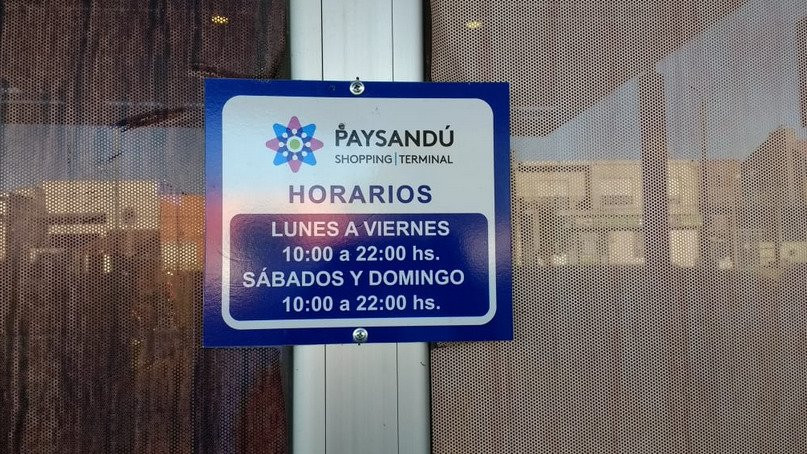 PAYSANDÚ
SHOPPING|TERMINAL
HORARIOS
LUNES A VIERNES
10:00 a 22:00 hs.
SÁBADOS Y DOMINGO
10:00 a 22:00 hs.